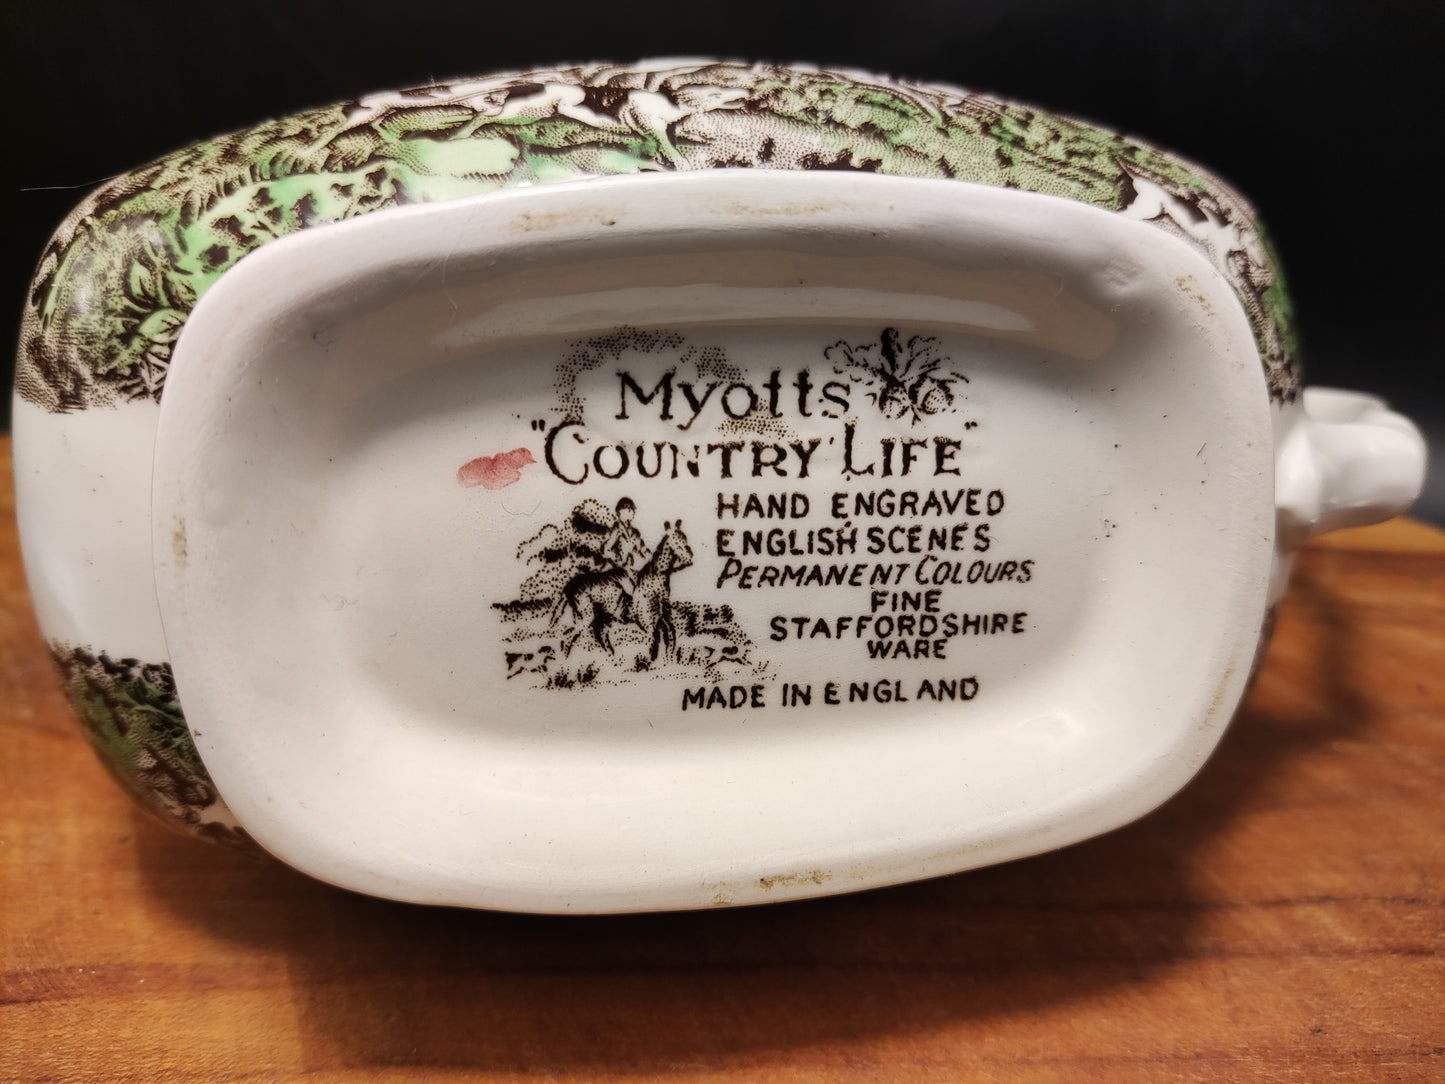 Myotts
"COUNTRY LIFE"
HAND ENGRAVED
ENGLISH SCENES
PERMANENT COLOURS
FINE
STAFFORDSHIRE
WARE
MADE IN ENGLAND